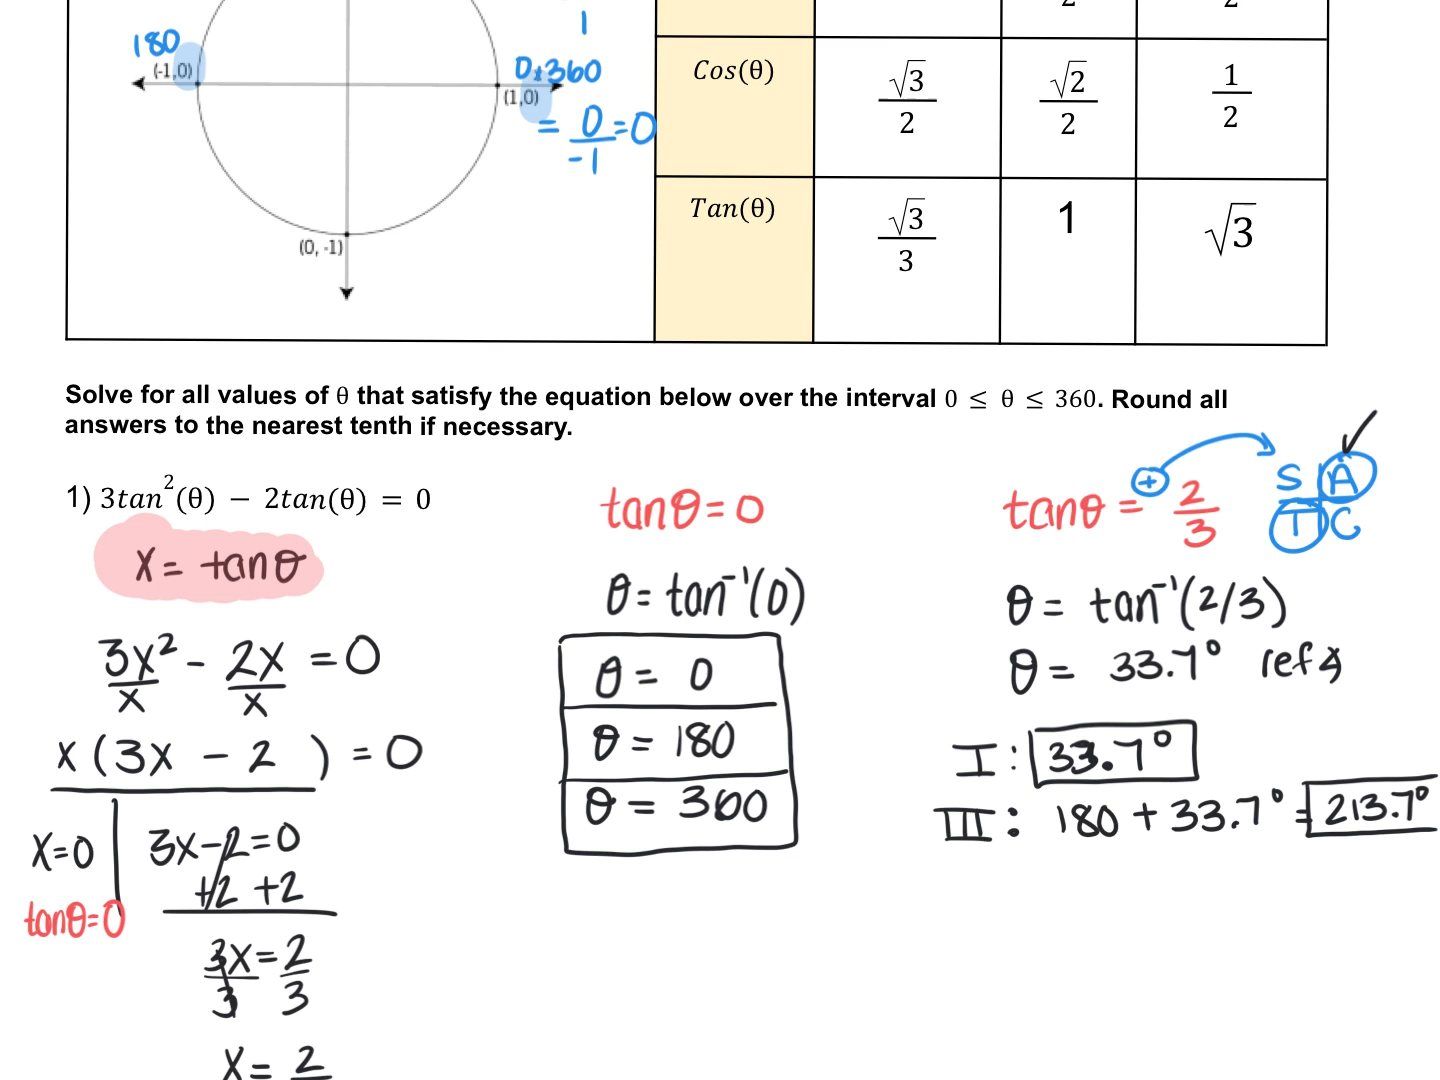 1
180
(-1,0)
0,360
(1,0)
= 0/-1 = 0
(0, -1)
2 2
Cos(θ) √3/2 √2/2 1/2
Tan(θ) √3/3 1 √3
Solve for all values of θ that satisfy the equation below over the interval 0 ≤ θ ≤ 360. Round all
answers to the nearest tenth if necessary.
1) 3tan²(θ) − 2tan(θ) = 0
x = tanθ
3x²/x - 2x/x = 0
x (3x - 2 ) = 0
x=0
tanθ=0
3x-2=0
+2 +2
3x/3 = 2/3
x = 2
tanθ = 0
θ = tan⁻¹(0)
θ = 0
θ = 180
θ = 360
tanθ = + 2/3
S A
T C
θ = tan⁻¹(2/3)
θ = 33.7° ref ∡
I : 33.7°
III : 180 + 33.7° = 213.7°